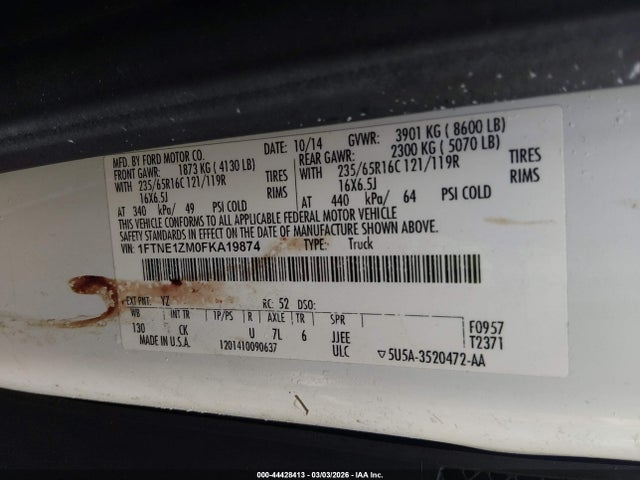 MFD. BY FORD MOTOR CO.
DATE: 10/14 GVWR: 3901 KG ( 8600 LB)
FRONT GAWR: 1873 KG ( 4130 LB) REAR GAWR: 2300 KG ( 5070 LB)
WITH 235/65R16C 121/119R TIRES WITH 235/65R16C 121/119R TIRES
16X6.5J RIMS 16X6.5J RIMS
AT 340 kPa/ 49 PSI COLD AT 440 kPa/ 64 PSI COLD
THIS VEHICLE CONFORMS TO ALL APPLICABLE FEDERAL MOTOR VEHICLE
SAFETY STANDARDS IN EFFECT ON THE DATE OF MANUFACTURE SHOWN ABOVE.
VIN: 1FTNE1ZM0FKA19874 TYPE: Truck
EXT PNT: YZ RC: 52 DSO:
WB INT TR TP/PS R AXLE TR SPR
130 CK U 7L 6 JJEE F0957
MADE IN U.S.A. 1201410090637 ULC T2371
5U5A-3520472-AA
000-44428413 - 03/03/2026 - IAA Inc.